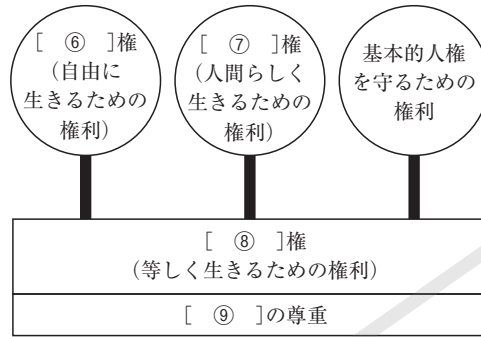 [ ⑥ ]権
(自由に
生きるための
権利)
[ ⑦ ]権
(人間らしく
生きるための
権利)
基本的人権
を守るための
権利
[ ⑧ ]権
(等しく生きるための権利)
[ ⑨ ]の尊重